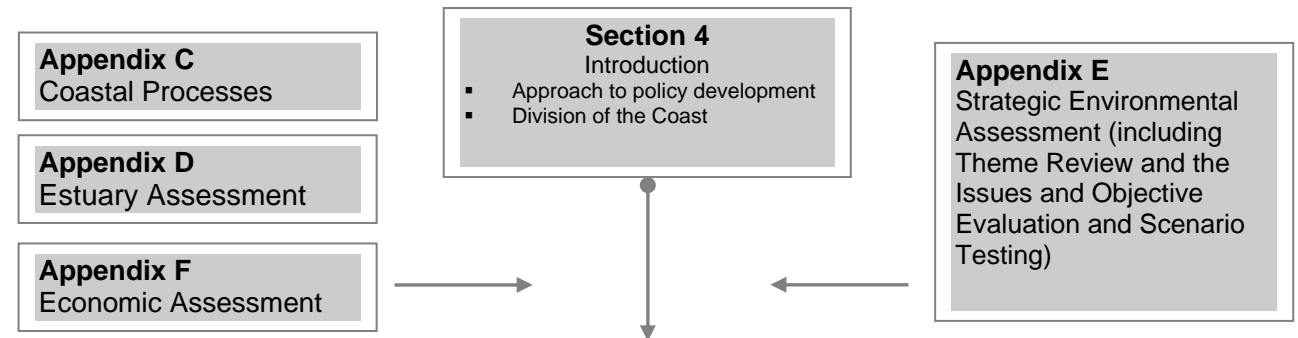 Appendix C
Coastal Processes
Appendix D
Estuary Assessment
Appendix F
Economic Assessment
Section 4
Introduction
▪ Approach to policy development
▪ Division of the Coast
Appendix E
Strategic Environmental
Assessment (including
Theme Review and the
Issues and Objective
Evaluation and Scenario
Testing)